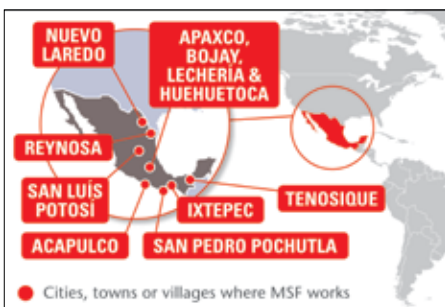 NUEVO
LAREDO
APAXCO,
BOJAY,
LECHERÍA &
HUEHUETOCA
REYNOSA
SAN LUÍS
POTOSÍ
TENOSIQUE
IXTEPEC
ACAPULCO
SAN PEDRO POCHUTLA
Cities, towns or villages where MSF works